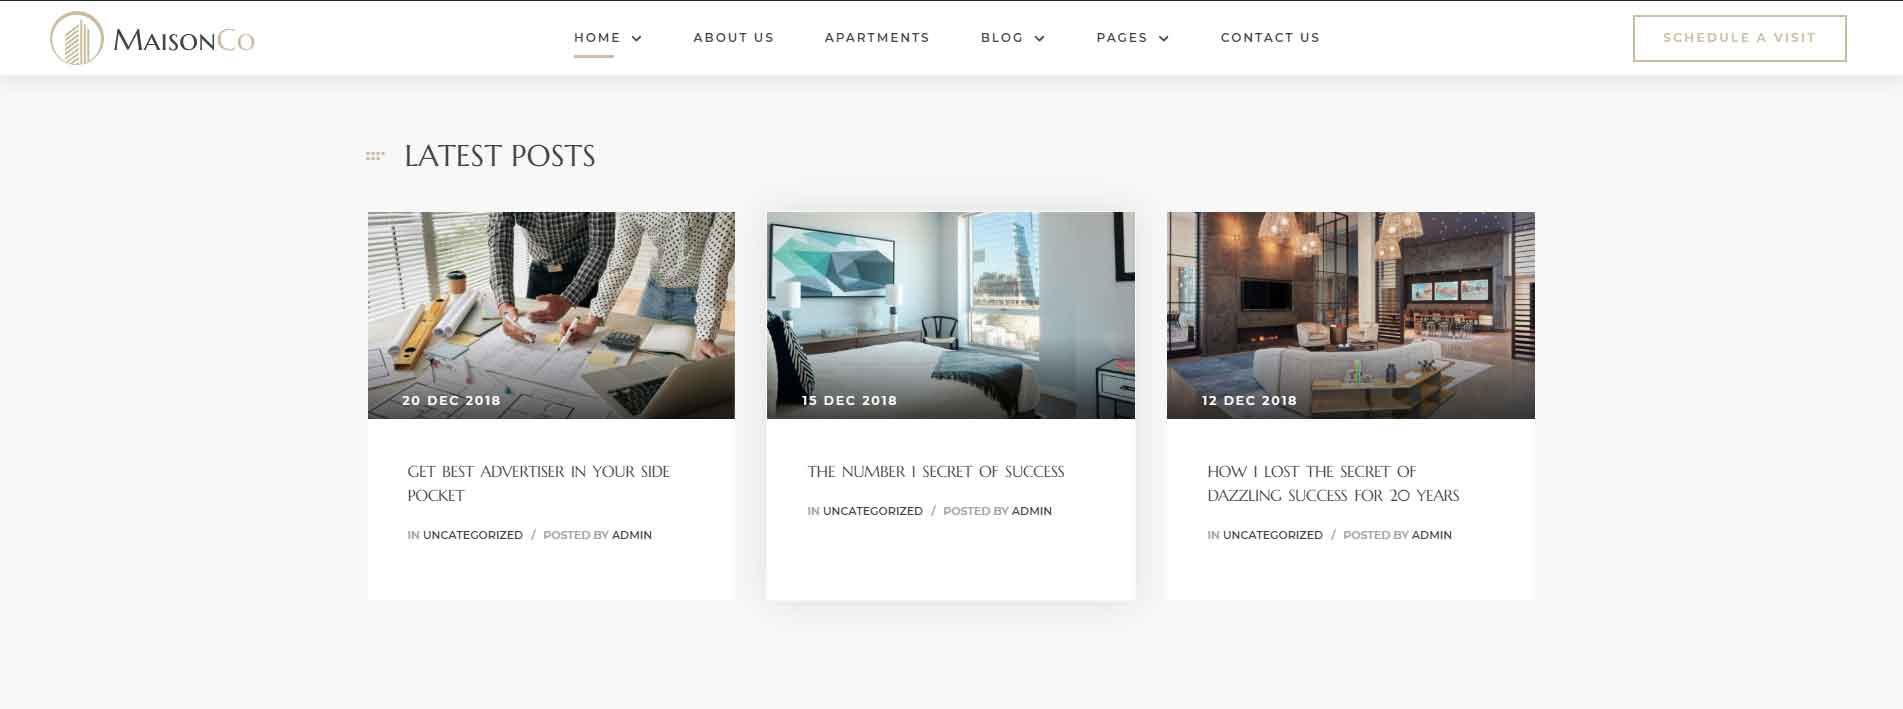 MaisonCo
HOME ABOUT US APARTMENTS BLOG PAGES CONTACT US
SCHEDULE A VISIT
LATEST POSTS
20 DEC 2018
GET BEST ADVERTISER IN YOUR SIDE
POCKET
IN UNCATEGORIZED / POSTED BY ADMIN
15 DEC 2018
THE NUMBER 1 SECRET OF SUCCESS
IN UNCATEGORIZED / POSTED BY ADMIN
12 DEC 2018
HOW I LOST THE SECRET OF
DAZZLING SUCCESS FOR 20 YEARS
IN UNCATEGORIZED / POSTED BY ADMIN